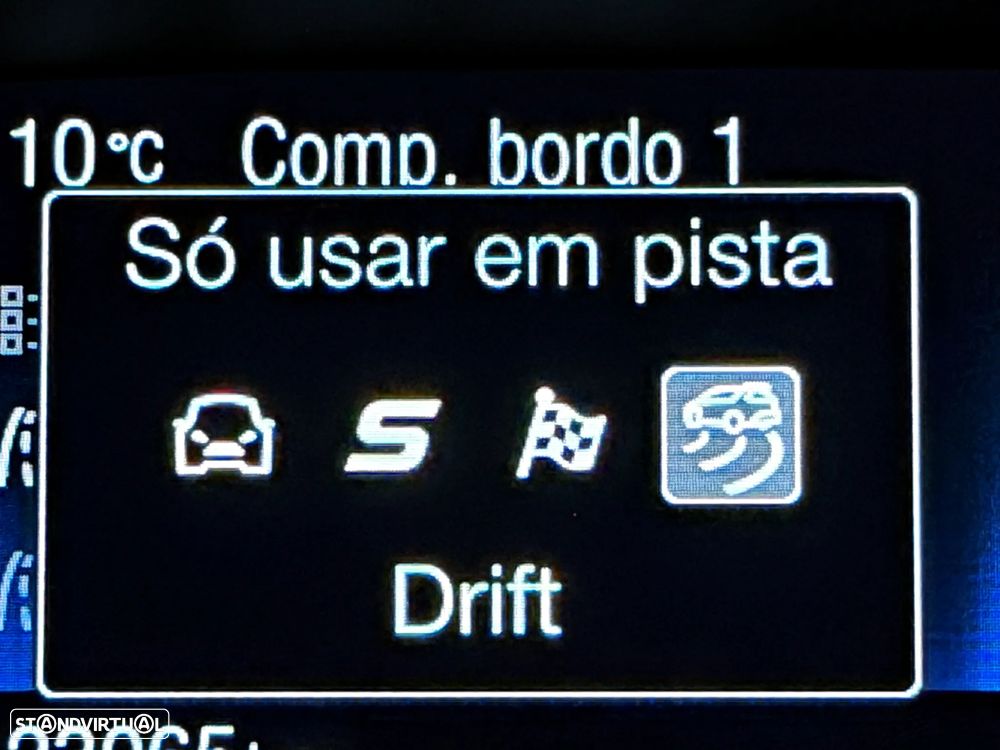 10°C Comp. bordo 1
Só usar em pista
S
Drift
STANDVIRTUAL